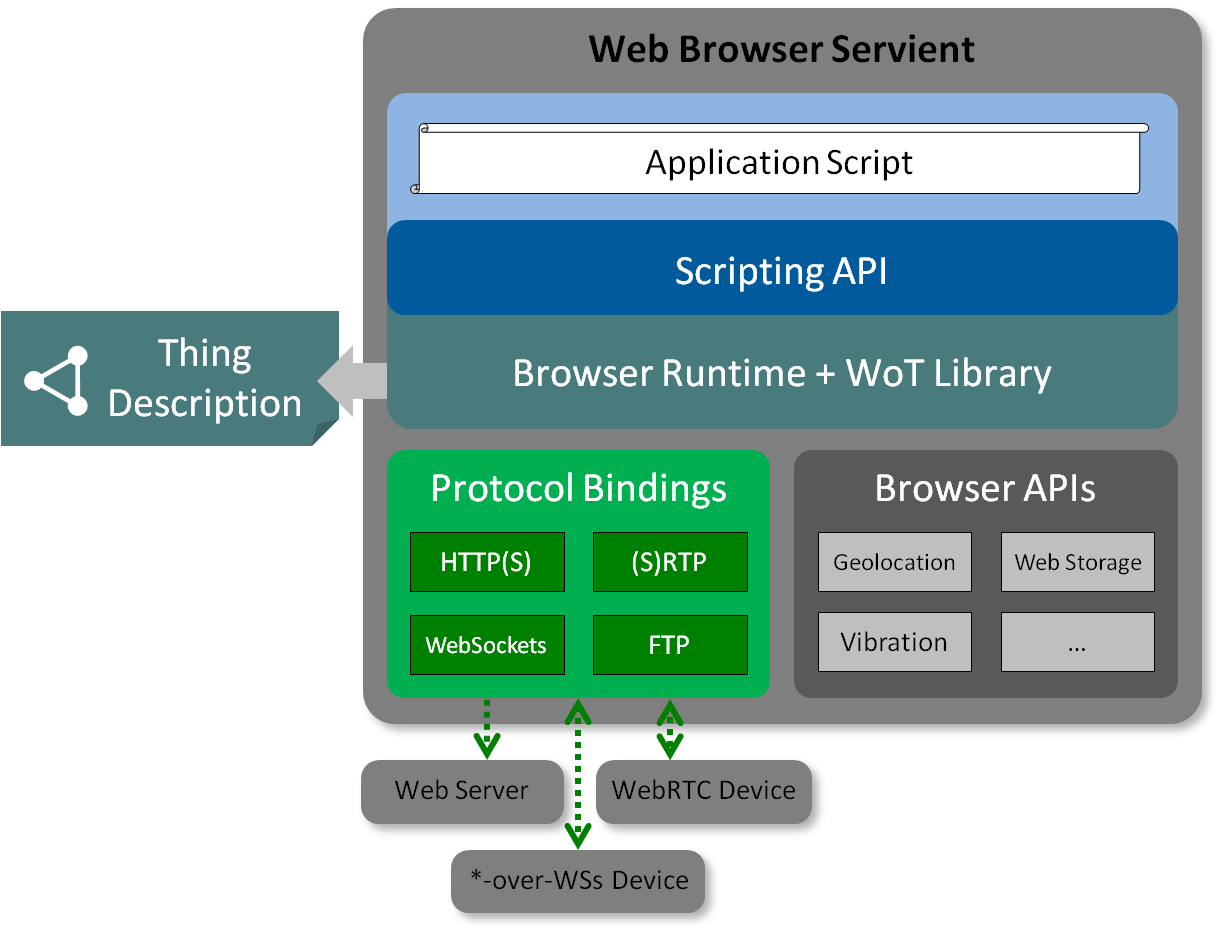 Web Browser Servient
Application Script
Scripting API
Thing
Description
Browser Runtime + WoT Library
Protocol Bindings
HTTP(S)
(S)RTP
WebSockets
FTP
Browser APIs
Geolocation
Web Storage
Vibration
...
Web Server
WebRTC Device
*-over-WSs Device